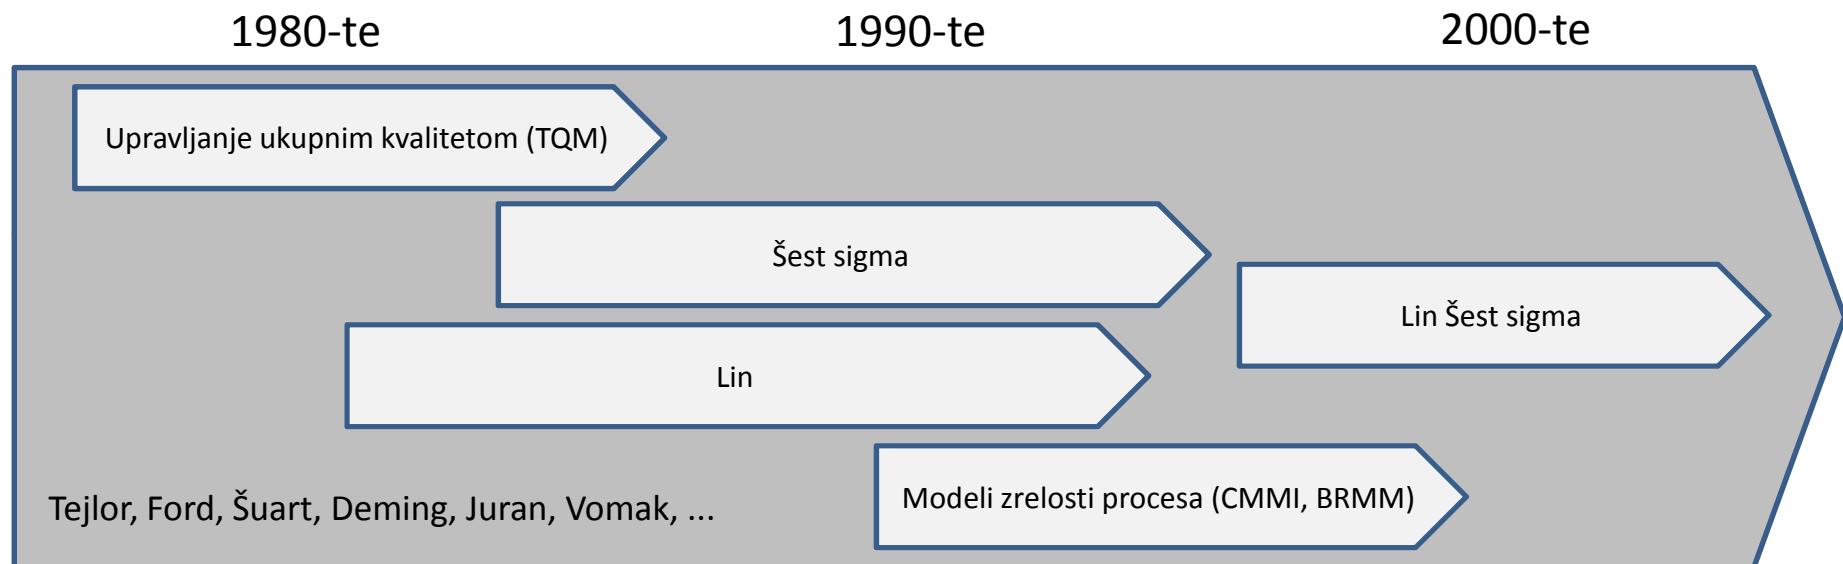 1980-te
1990-te
2000-te
Upravljanje ukupnim kvalitetom (TQM)
Šest sigma
Lin Šest sigma
Lin
Modeli zrelosti procesa (CMMI, BRMM)
Tejlor, Ford, Šuart, Deming, Juran, Vomak, ...